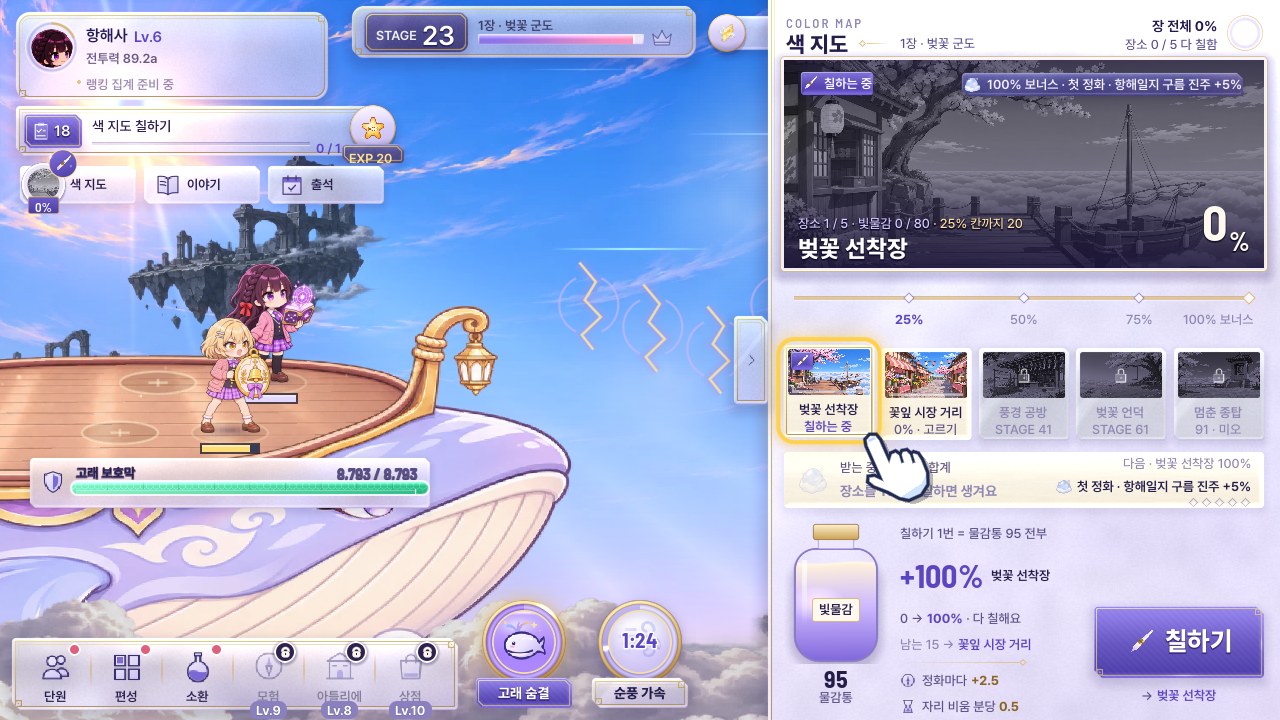 항해사 Lv.6
전투력 89.2a
랭킹 집계 준비 중
STAGE 23
1장 · 벚꽃 군도
18
색 지도 칠하기
0 / 1
EXP 20
색 지도
0%
이야기
출석
고래 보호막
8,793 / 8,793
단원
편성
소환
모험
Lv.9
아틀리에
Lv.8
상점
Lv.10
고래 숨결
1:24
순풍 가속
COLOR MAP
색 지도
1장 · 벚꽃 군도
장 전체 0%
장소 0 / 5 다 칠함
칠하는 중
100% 보너스 · 첫 정화 · 항해일지 구름 진주 +5%
장소 1 / 5 · 빛물감 0 / 80 · 25% 칸까지 20
벚꽃 선착장
0%
25%
50%
75%
100% 보너스
벚꽃 선착장
칠하는 중
꽃잎 시장 거리
0% · 고르기
풍경 공방
STAGE 41
벚꽃 언덕
STAGE 61
멈춘 종탑
91 · 미오
받는 합계
장소를 칠하면 생겨요
다음 · 벚꽃 선착장 100%
첫 정화 · 항해일지 구름 진주 +5%
칠하기 1번 = 물감통 95 전부
+100% 벚꽃 선착장
빛물감
0 → 100% · 다 칠해요
남는 15 → 꽃잎 시장 거리
95
물감통
정화마다 +2.5
자리 비움 분당 0.5
칠하기
→ 벚꽃 선착장